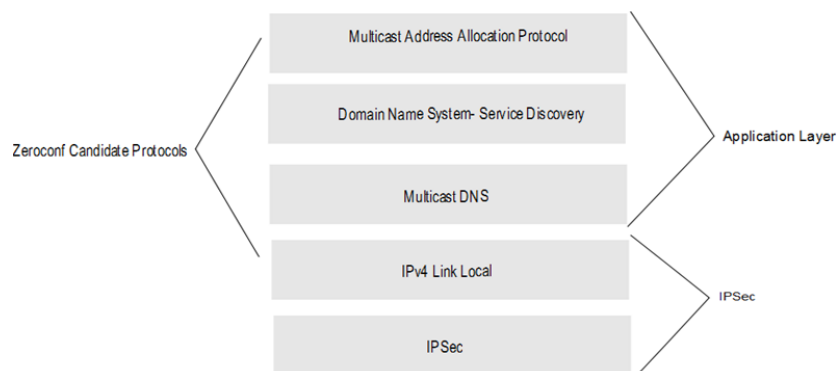 Multicast Address Allocation Protocol
Domain Name System- Service Discovery
Zeroconf Candidate Protocols
Application Layer
Multicast DNS
IPv4 Link Local
IPSec
IPSec